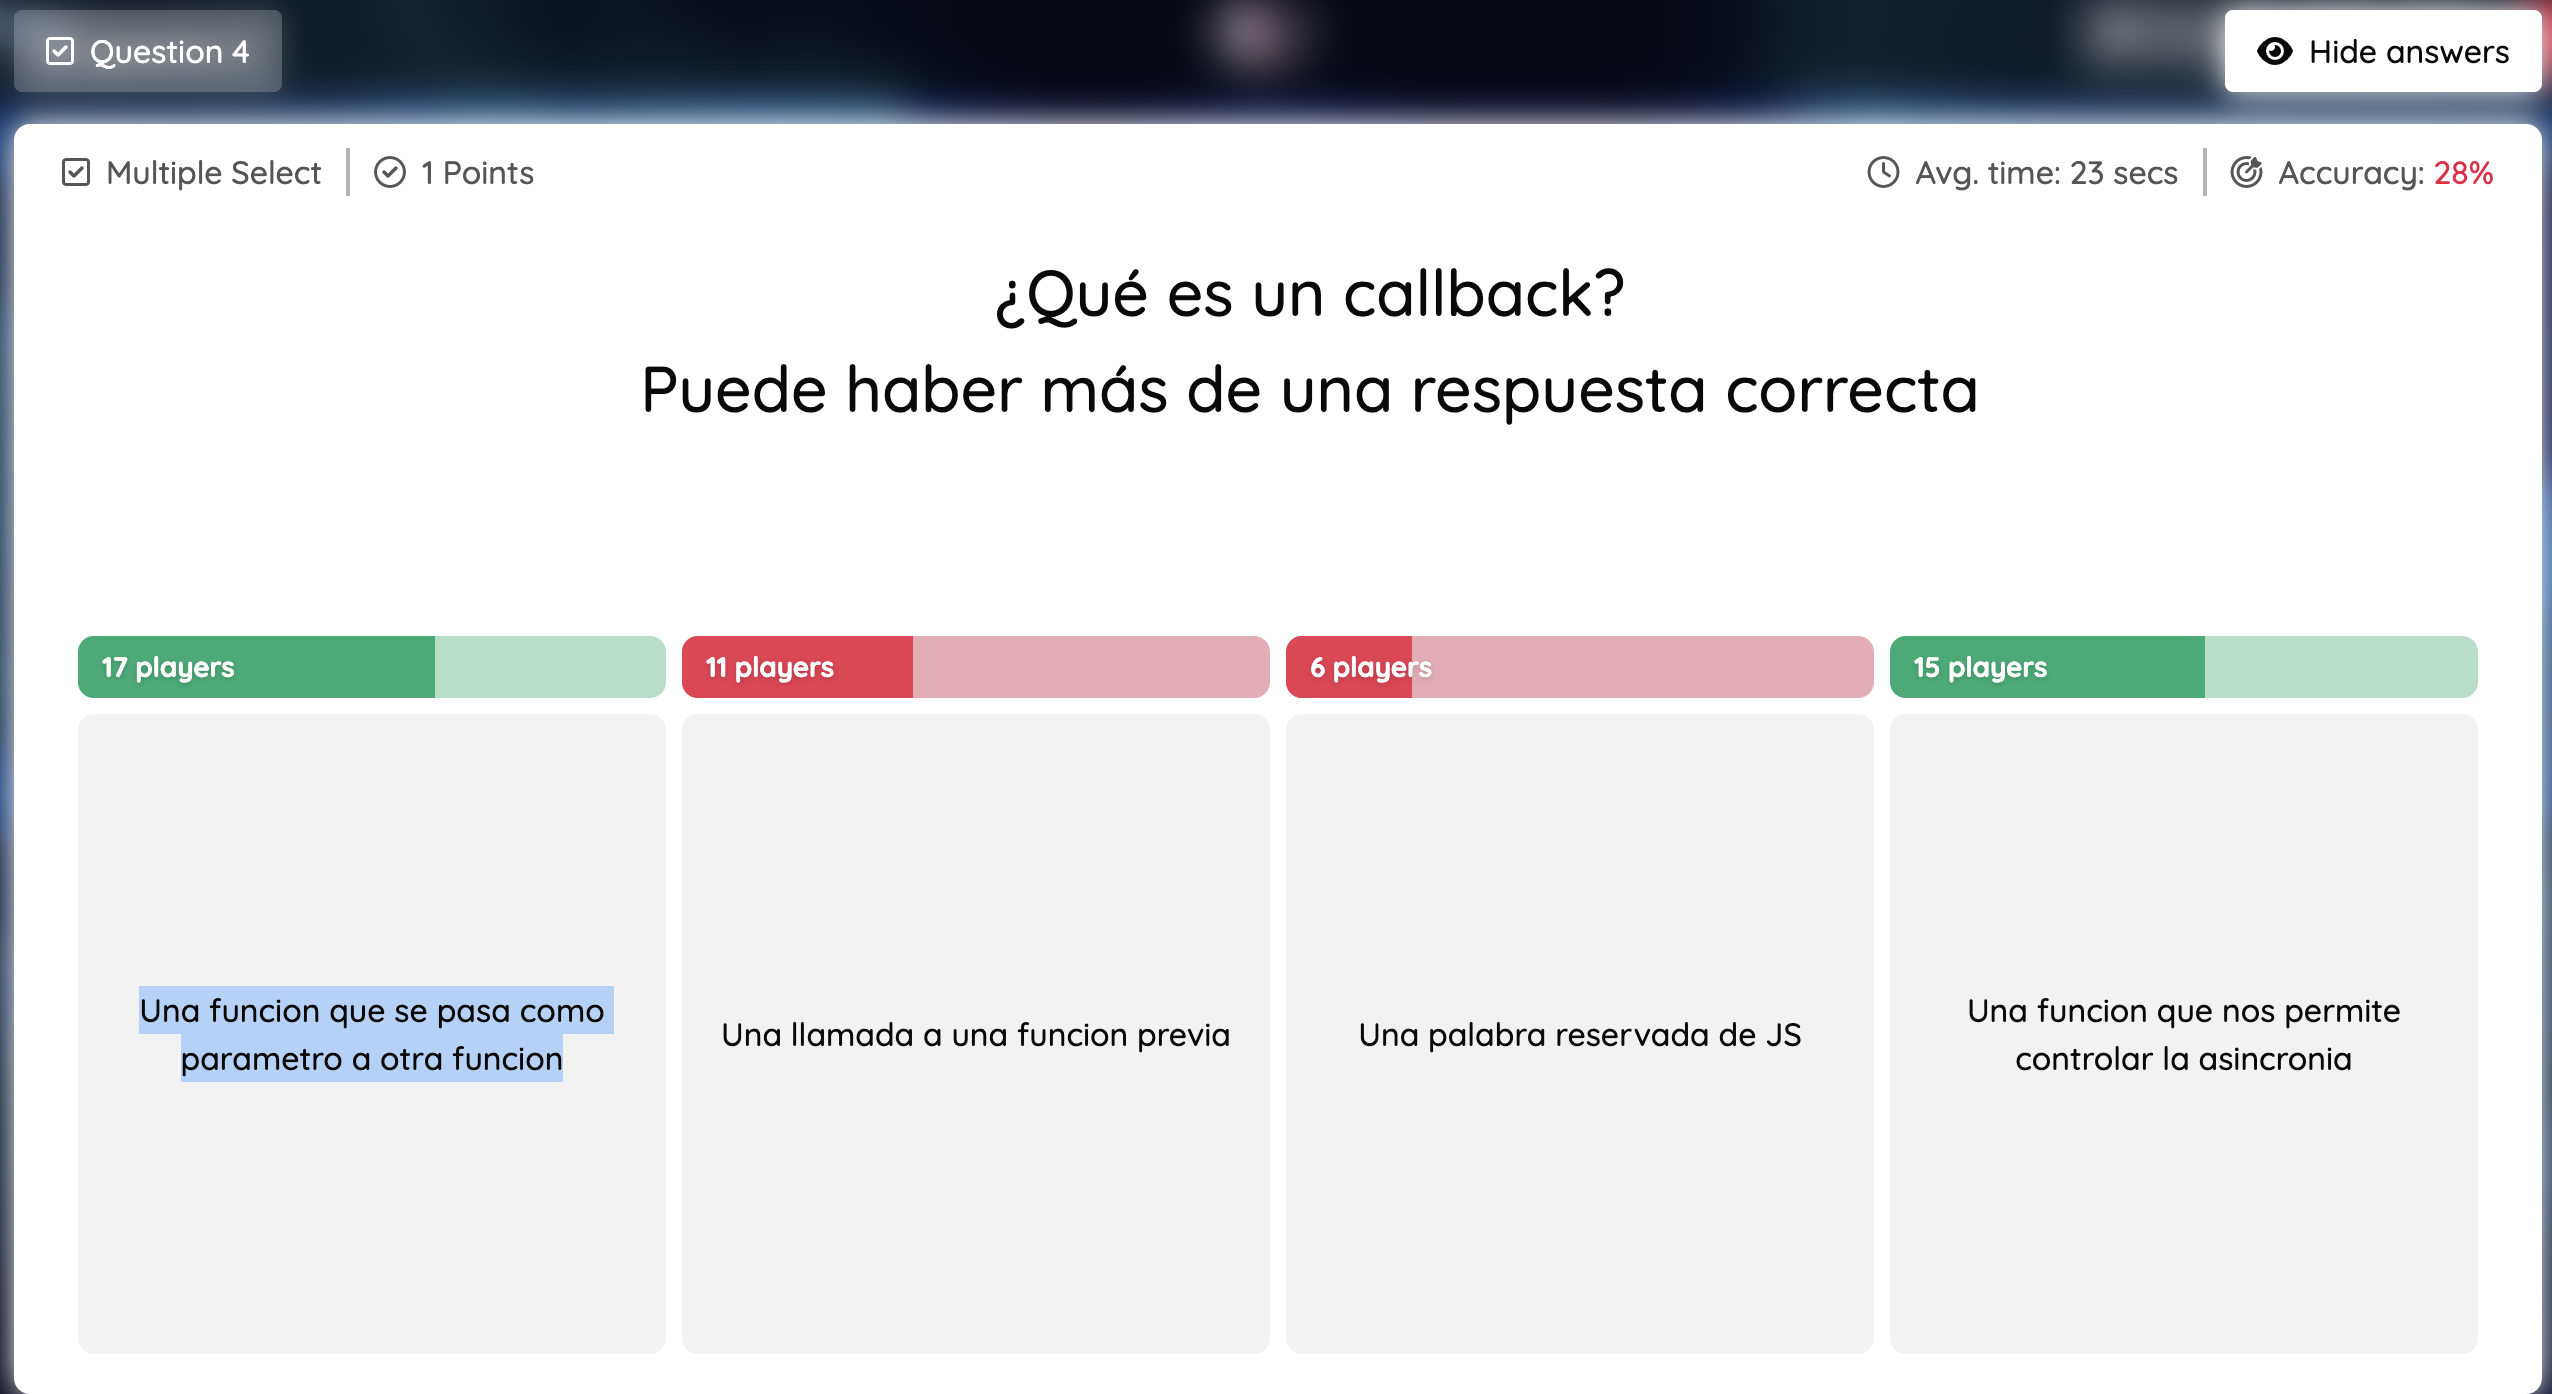 Question 4
Hide answers
Multiple Select
1 Points
Avg. time: 23 secs
Accuracy: 28%
¿Qué es un callback?
Puede haber más de una respuesta correcta
17 players
11 players
6 players
15 players
Una funcion que se pasa como
parametro a otra funcion
Una llamada a una funcion previa
Una palabra reservada de JS
Una funcion que nos permite
controlar la asincronia